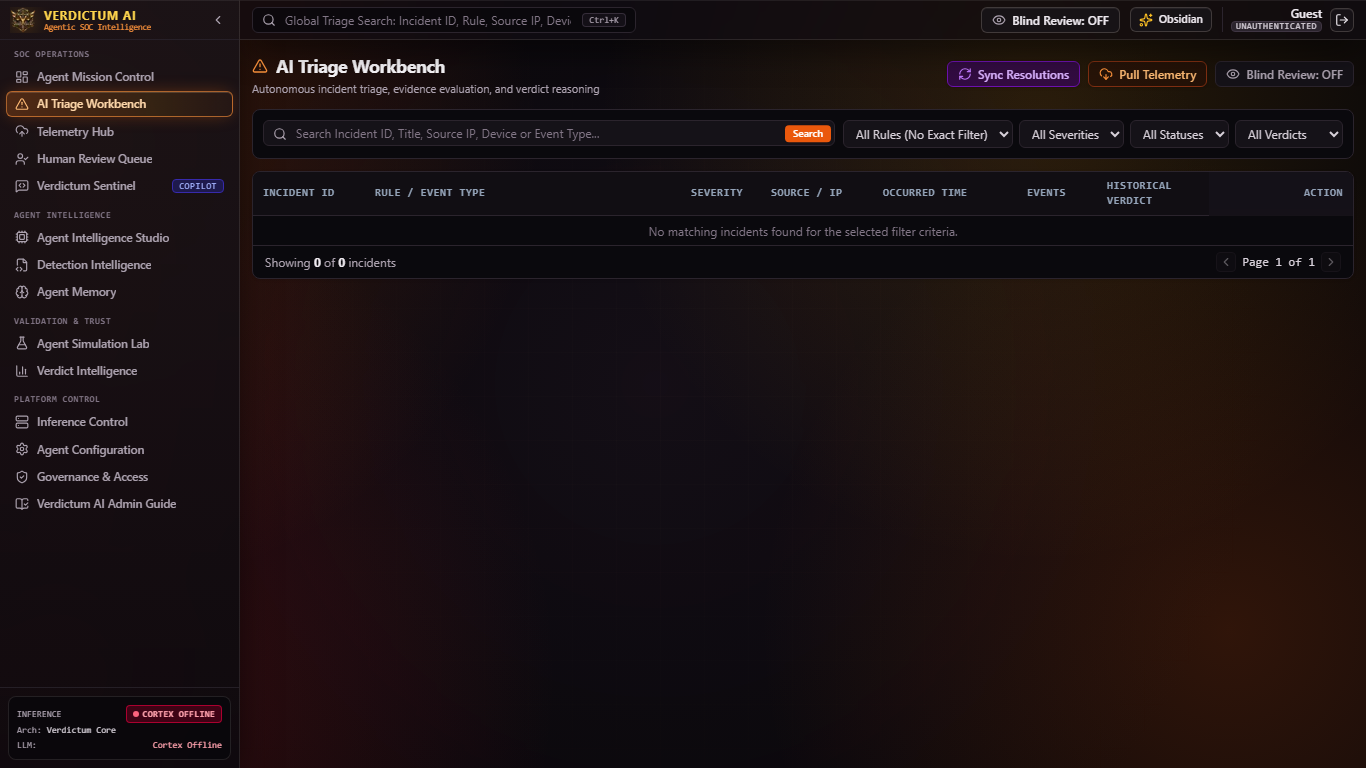 VERDICTUM AI
Agentic SOC Intelligence
Global Triage Search: Incident ID, Rule, Source IP, Devi
Ctrl+K
Blind Review: OFF
Obsidian
Guest
UNAUTHENTICATED
SOC OPERATIONS
Agent Mission Control
AI Triage Workbench
Telemetry Hub
Human Review Queue
Verdictum Sentinel
COPILOT
AGENT INTELLIGENCE
Agent Intelligence Studio
Detection Intelligence
Agent Memory
VALIDATION & TRUST
Agent Simulation Lab
Verdict Intelligence
PLATFORM CONTROL
Inference Control
Agent Configuration
Governance & Access
Verdictum AI Admin Guide
INFERENCE
CORTEX OFFLINE
Arch: Verdictum Core
LLM:
Cortex Offline
AI Triage Workbench
Autonomous incident triage, evidence evaluation, and verdict reasoning
Sync Resolutions
Pull Telemetry
Blind Review: OFF
Search Incident ID, Title, Source IP, Device or Event Type...
Search
All Rules (No Exact Filter)
All Severities
All Statuses
All Verdicts
INCIDENT ID
RULE / EVENT TYPE
SEVERITY
SOURCE / IP
OCCURRED TIME
EVENTS
HISTORICAL
VERDICT
ACTION
No matching incidents found for the selected filter criteria.
Showing 0 of 0 incidents
Page 1 of 1